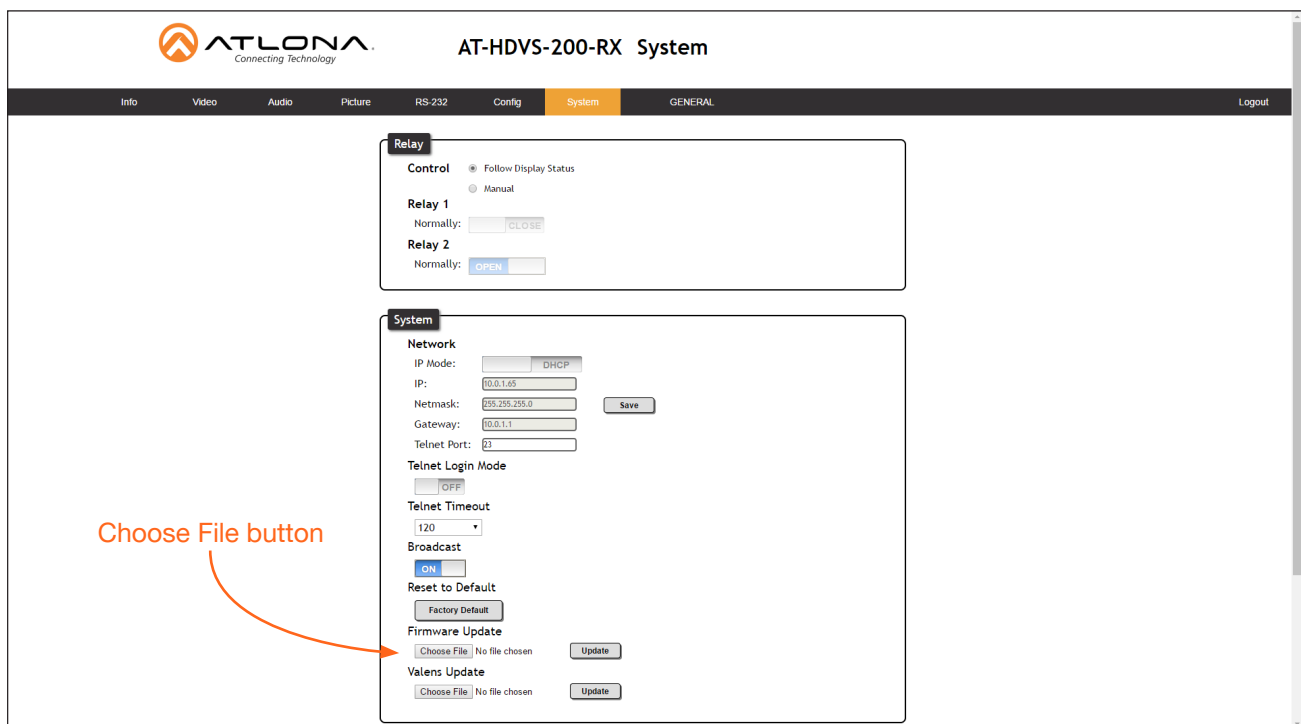 ATLONA.
Connecting Technology
AT-HDVS-200-RX System
Info Video Audio Picture RS-232 Config System GENERAL Logout
Relay
Control Follow Display Status
Manual
Relay 1
Normally: CLOSE
Relay 2
Normally: OPEN
System
Network
IP Mode: DHCP
IP: 10.0.1.65
Netmask: 255.255.255.0 Save
Gateway: 10.0.1.1
Telnet Port: 23
Telnet Login Mode
OFF
Telnet Timeout
120
Choose File button
Broadcast
ON
Reset to Default
Factory Default
Firmware Update
Choose File No file chosen Update
Valens Update
Choose File No file chosen Update